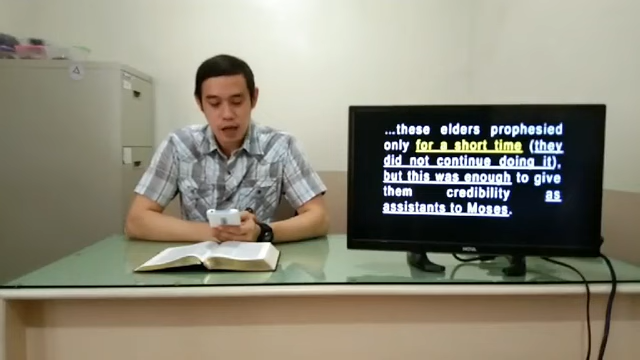 ...these elders prophesied
only for a short time (they
did not continue doing it),
but this was enough to give
them credibility as
assistants to Moses.